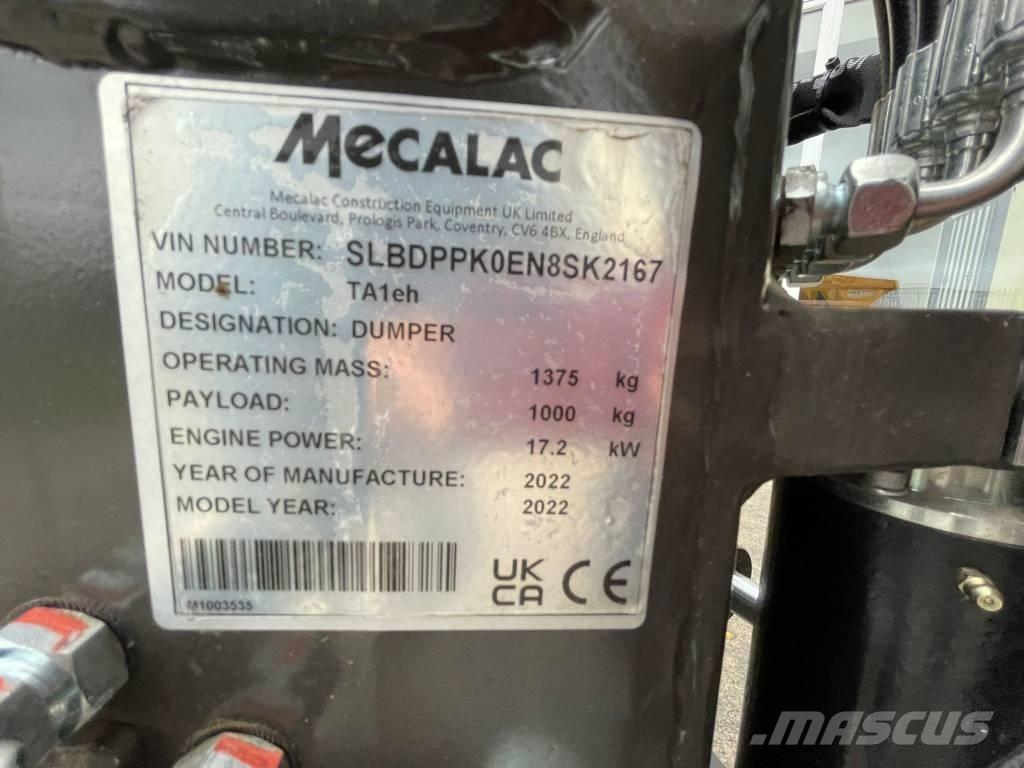 MECALAC
Mecalac Construction Equipment UK Limited
Central Boulevard, Prologis Park, Coventry, CV6 4BX, England
VIN NUMBER: SLBDPPK0EN8SK2167
MODEL: TA1eh
DESIGNATION: DUMPER
OPERATING MASS: 1375 kg
PAYLOAD: 1000 kg
ENGINE POWER: 17.2 kW
YEAR OF MANUFACTURE: 2022
MODEL YEAR: 2022
M1003535
UK
CA CE
MASCUS